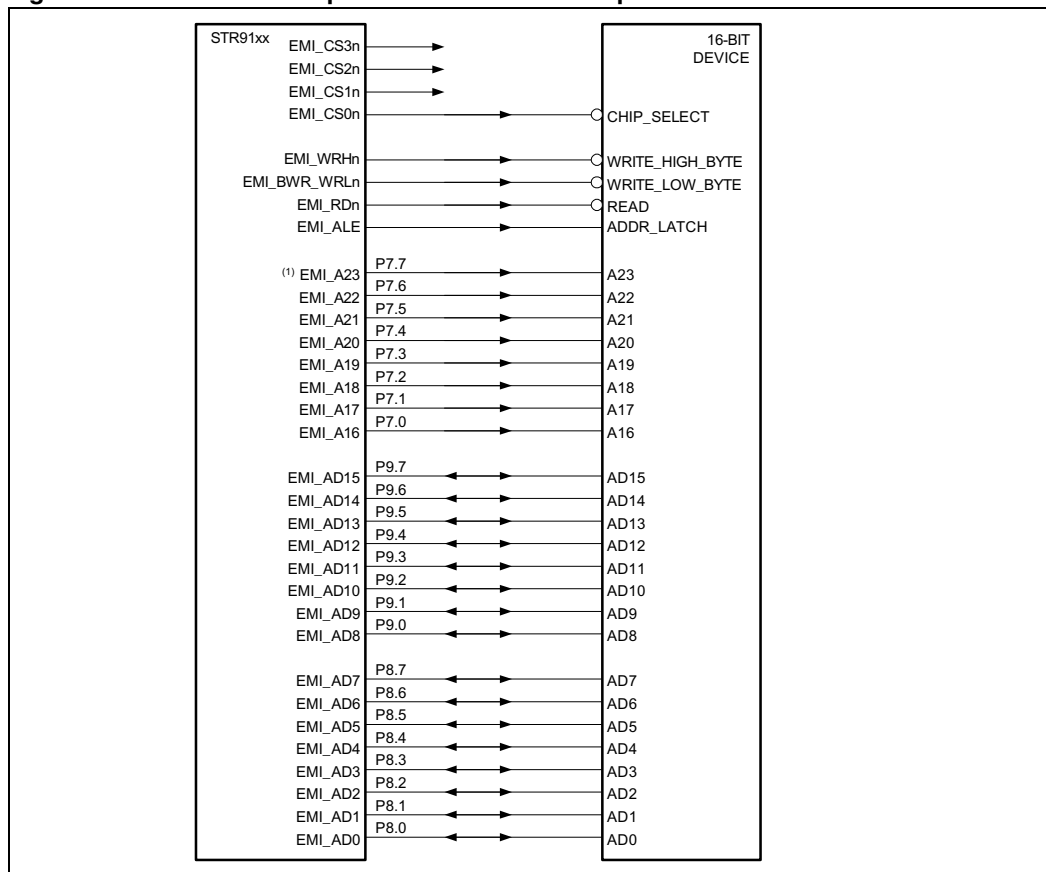 STR91xx
16-BIT
DEVICE
EMI_CS3n
EMI_CS2n
EMI_CS1n
EMI_CS0n CHIP_SELECT
EMI_WRHn WRITE_HIGH_BYTE
EMI_BWR_WRLn WRITE_LOW_BYTE
EMI_RDn READ
EMI_ALE ADDR_LATCH
(1) EMI_A23 P7.7 A23
EMI_A22 P7.6 A22
EMI_A21 P7.5 A21
EMI_A20 P7.4 A20
EMI_A19 P7.3 A19
EMI_A18 P7.2 A18
EMI_A17 P7.1 A17
EMI_A16 P7.0 A16
EMI_AD15 P9.7 AD15
EMI_AD14 P9.6 AD14
EMI_AD13 P9.5 AD13
EMI_AD12 P9.4 AD12
EMI_AD11 P9.3 AD11
EMI_AD10 P9.2 AD10
EMI_AD9 P9.1 AD9
EMI_AD8 P9.0 AD8
EMI_AD7 P8.7 AD7
EMI_AD6 P8.6 AD6
EMI_AD5 P8.5 AD5
EMI_AD4 P8.4 AD4
EMI_AD3 P8.3 AD3
EMI_AD2 P8.2 AD2
EMI_AD1 P8.1 AD1
EMI_AD0 P8.0 AD0